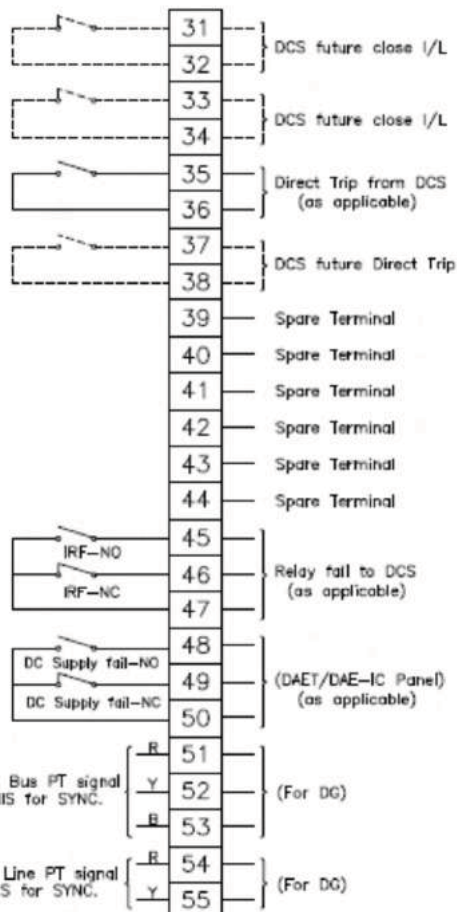 31
32
DCS future close I/L
33
34
DCS future close I/L
35
36
Direct Trip from DCS
(as applicable)
37
38
DCS future Direct Trip
39 Spare Terminal
40 Spare Terminal
41 Spare Terminal
42 Spare Terminal
43 Spare Terminal
44 Spare Terminal
IRF-NO
45
IRF-NC
46
47
Relay fail to DCS
(as applicable)
DC Supply fail-NO
48
DC Supply fail-NC
49
50
(DAET/DAE-IC Panel)
(as applicable)
Bus PT signal
for SYNC.
R 51
Y 52
B 53
(For DG)
Line PT signal
for SYNC.
R 54
Y 55
(For DG)